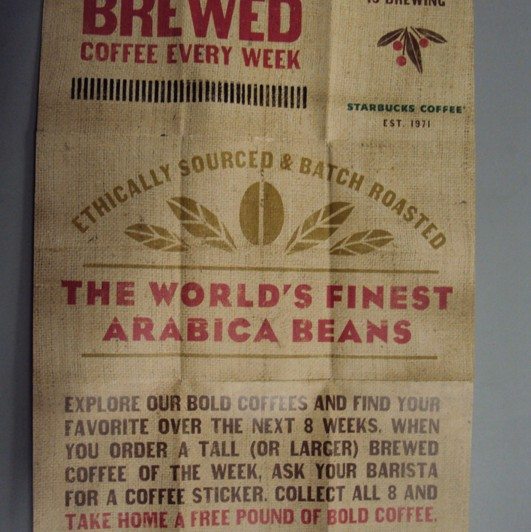 BREWED
COFFEE EVERY WEEK
IS BREWING
STARBUCKS COFFEE
EST. 1971
ETHICALLY SOURCED & BATCH ROASTED
THE WORLD'S FINEST
ARABICA BEANS
EXPLORE OUR BOLD COFFEES AND FIND YOUR
FAVORITE OVER THE NEXT 8 WEEKS. WHEN
YOU ORDER A TALL (OR LARGER) BREWED
COFFEE OF THE WEEK, ASK YOUR BARISTA
FOR A COFFEE STICKER. COLLECT ALL 8 AND
TAKE HOME A FREE POUND OF BOLD COFFEE.